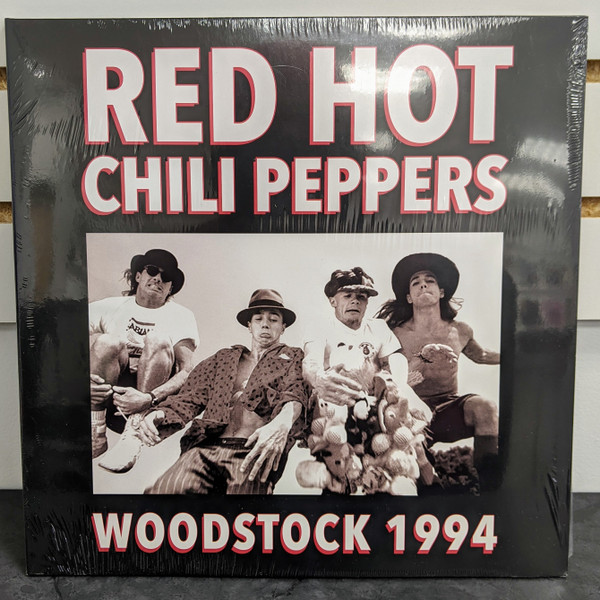 RED HOT
CHILI PEPPERS
WOODSTOCK 1994